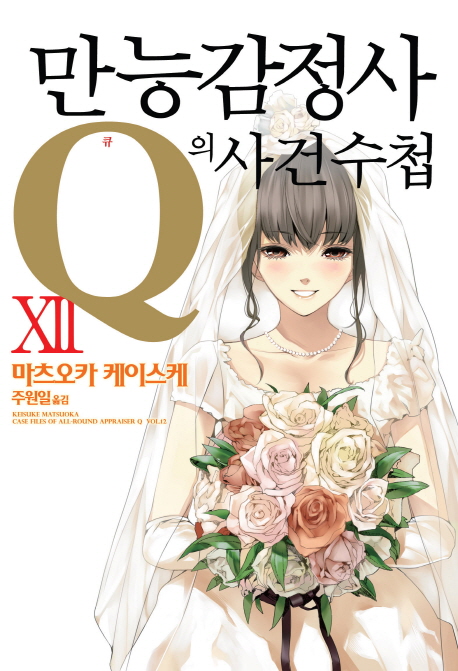 만능감정사
Q
큐
의 사건수첩
XII
마츠오카 케이스케
주원일 옮김
KEISUKE MATSUOKA
CASE FILES OF ALL-ROUND APPRAISER Q VOL.12